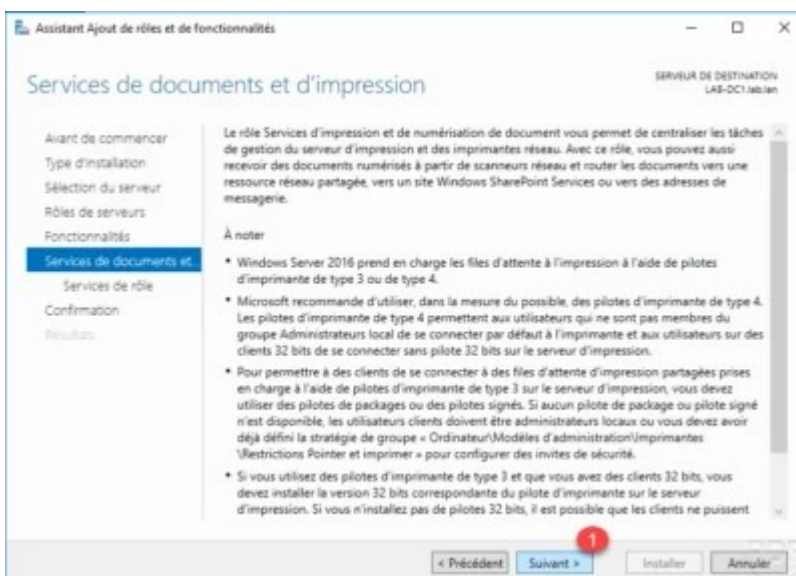 Assistant Ajout de rôles et de fonctionnalités
Services de documents et d'impression
SERVEUR DE DESTINATION
LAB-DC1.lab.lan
Avant de commencer
Type d'installation
Sélection du serveur
Rôles de serveurs
Fonctionnalités
Services de documents et...
Services de rôle
Confirmation
Résultats
Le rôle Services d'impression et de numérisation de document vous permet de centraliser les tâches
de gestion du serveur d'impression et des imprimantes réseau. Avec ce rôle, vous pouvez aussi
recevoir des documents numérisés à partir de scanneurs réseau et router les documents vers une
ressource réseau partagée, vers un site Windows SharePoint Services ou vers des adresses de
messagerie.
À noter
• Windows Server 2016 prend en charge les files d'attente à l'impression à l'aide de pilotes
d'imprimante de type 3 ou de type 4.
• Microsoft recommande d'utiliser, dans la mesure du possible, des pilotes d'imprimante de type 4.
Les pilotes d'imprimante de type 4 permettent aux utilisateurs qui ne sont pas membres du
groupe Administrateurs local de se connecter par défaut à l'imprimante et aux utilisateurs sur des
clients 32 bits de se connecter sans pilote 32 bits sur le serveur d'impression.
• Pour permettre à des clients de se connecter à des files d'attente d'impression partagées prises
en charge à l'aide de pilotes d'imprimante de type 3 sur le serveur d'impression, vous devez
utiliser des pilotes de packages ou des pilotes signés. Si aucun pilote de package ou pilote signé
n'est disponible, les utilisateurs clients doivent être administrateurs locaux ou vous devez avoir
déjà défini la stratégie de groupe « Ordinateur\Modèles d'administration\Imprimantes
\Restrictions Pointer et imprimer » pour configurer des invites de sécurité.
• Si vous utilisez des pilotes d'imprimante de type 3 et que vous avez des clients 32 bits, vous
devez installer la version 32 bits correspondante du pilote d'imprimante sur le serveur
d'impression. Si vous n'installez pas de pilotes 32 bits, il est possible que les clients ne puissent
1
< Précédent
Suivant >
Installer
Annuler